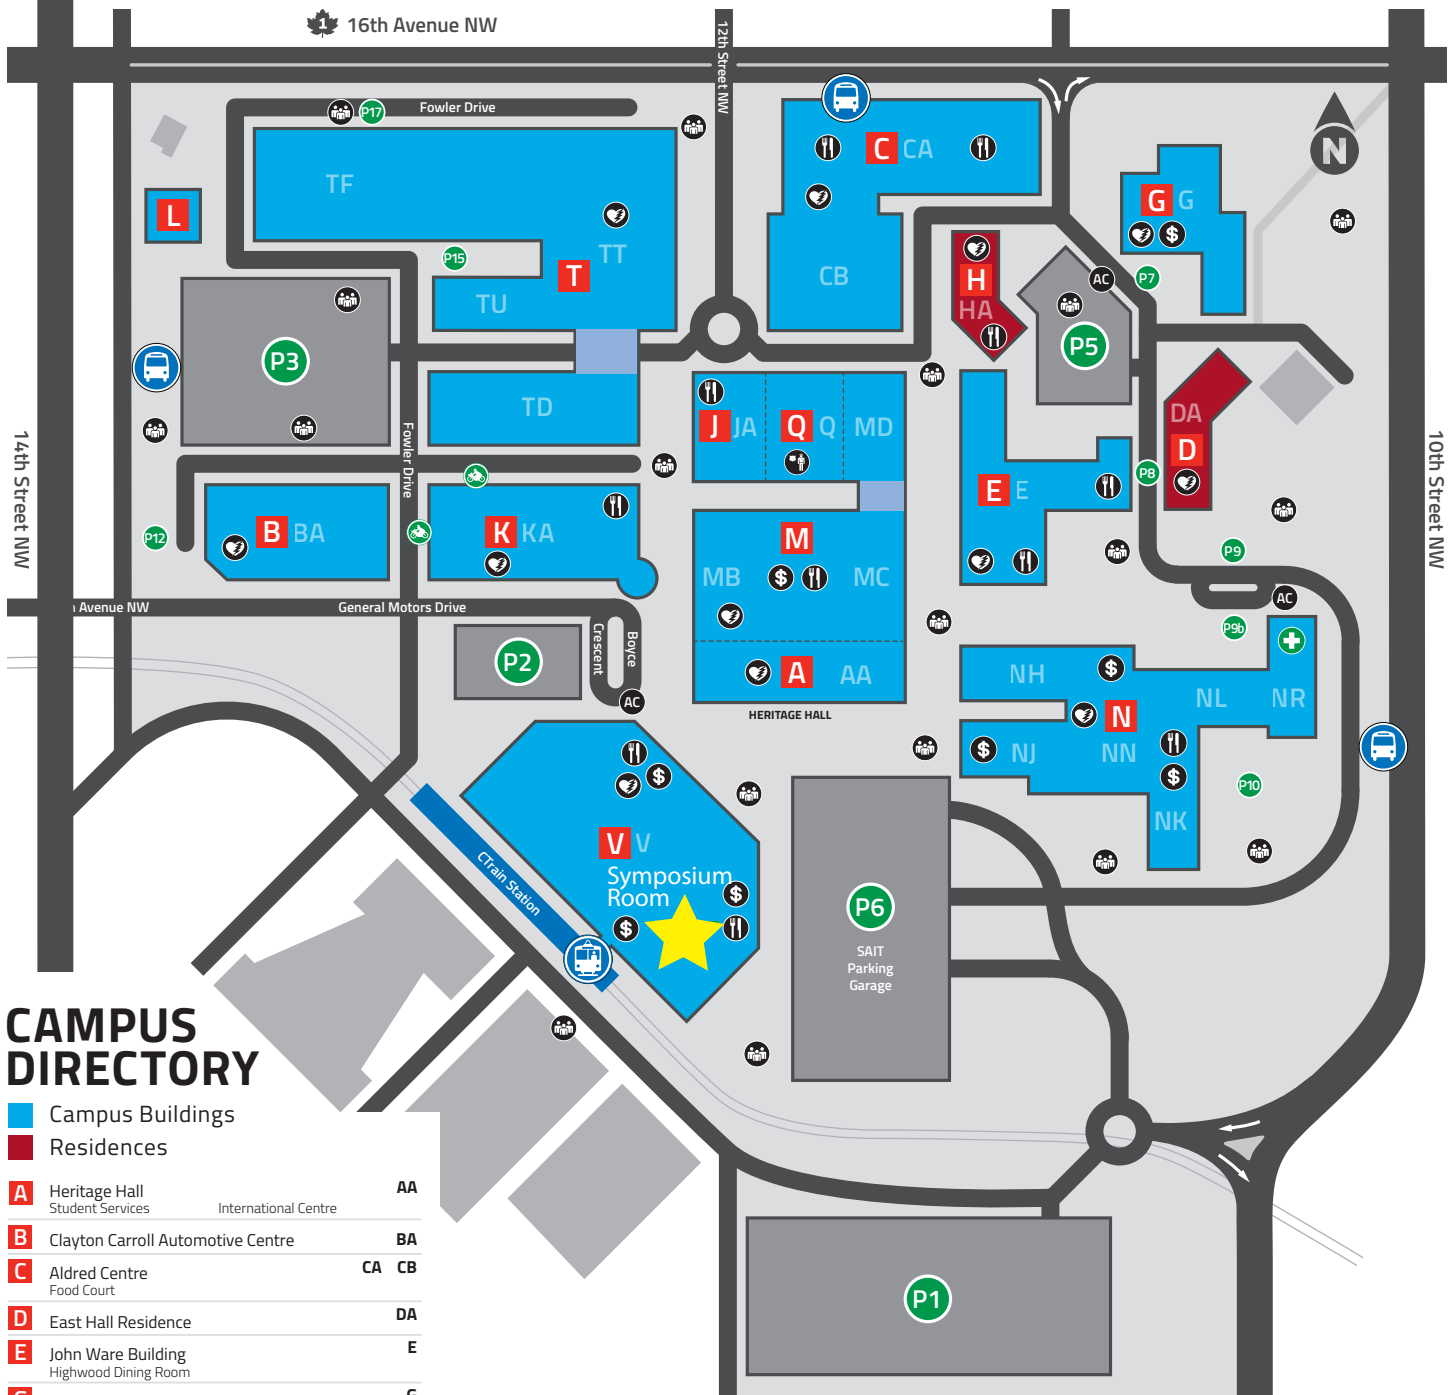 1 16th Avenue NW
12th Street NW
Fowler Drive
P17
TF
L
P15
TT
T
TU
C CA
CB
G G
N
H
HA
AC
P7
P5
P3
TD
J JA
Q Q
MD
DA
D
P8
E E
14th Street NW
Fowler Drive
10th Street NW
B BA
P12
K KA
M
MB
MC
P9
AC
P9b
Avenue NW
General Motors Drive
Boyce
Crescent
P2
AC
A AA
HERITAGE HALL
NH
NL
NR
N
NJ
NN
P10
NK
V V
Symposium
Room
CTrain Station
P6
SAIT
Parking
Garage
P1
CAMPUS
DIRECTORY
Campus Buildings
Residences
A Heritage Hall AA
Student Services International Centre
B Clayton Carroll Automotive Centre BA
C Aldred Centre CA CB
Food Court
D East Hall Residence DA
E John Ware Building E
Highwood Dining Room